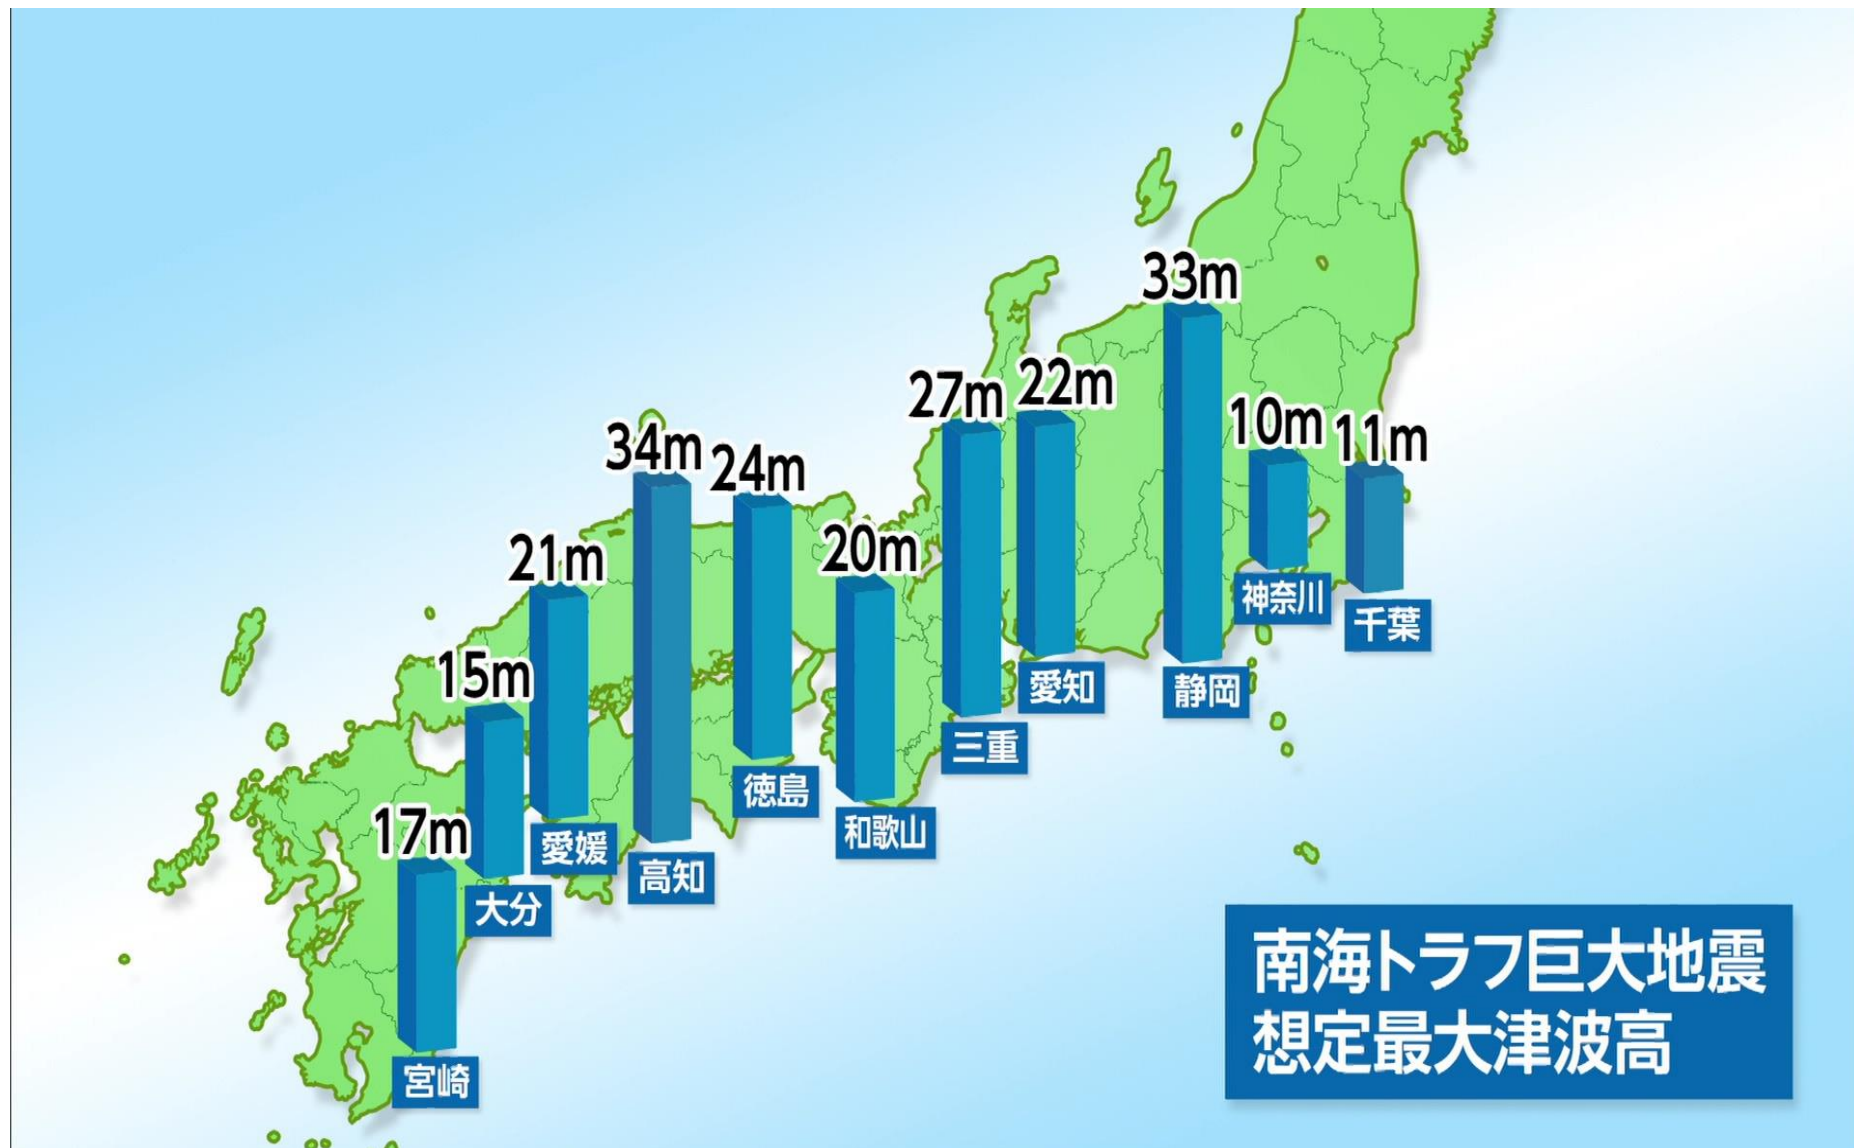 33m
27m
22m
10m
11m
34m
24m
21m
20m
15m
17m
神奈川
千葉
愛知
静岡
三重
徳島
和歌山
愛媛
高知
大分
宮崎
南海トラフ巨大地震
想定最大津波高